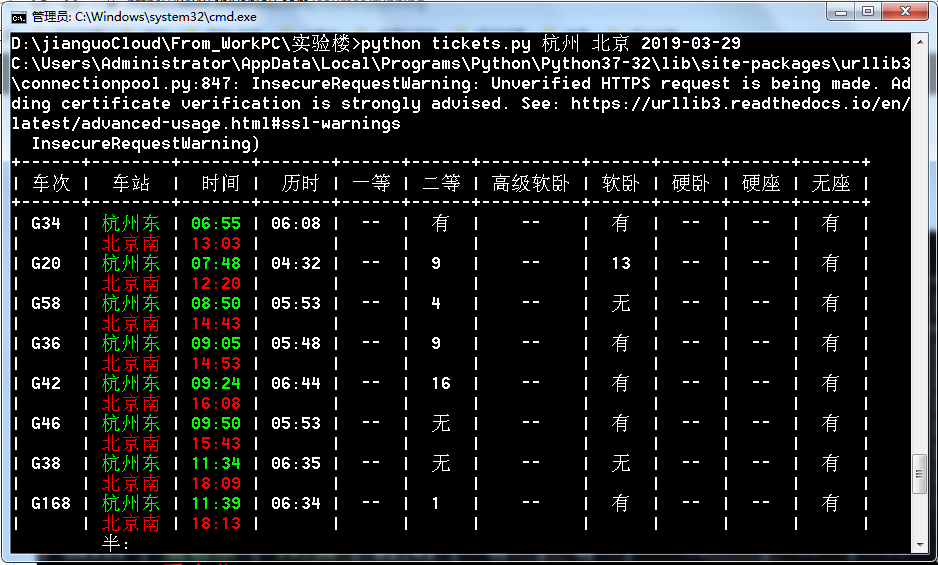 管理员: C:\Windows\system32\cmd.exe
D:\jianguoCloud\From_WorkPC\实验楼>python tickets.py 杭州 北京 2019-03-29
C:\Users\Administrator\AppData\Local\Programs\Python\Python37-32\lib\site-packages\urllib3
\connectionpool.py:847: InsecureRequestWarning: Unverified HTTPS request is being made. Ad
ding certificate verification is strongly advised. See: https://urllib3.readthedocs.io/en/
latest/advanced-usage.html#ssl-warnings
InsecureRequestWarning)
| 车次 | 车站 | 时间 | 历时 | 一等 | 二等 | 高级软卧 | 软卧 | 硬卧 | 硬座 | 无座 |
| G34 | 杭州东 | 06:55 | 06:08 | -- | 有 | -- | 有 | -- | -- | 有 |
| | 北京南 | 13:03 | | | | | | | | |
| G20 | 杭州东 | 07:48 | 04:32 | -- | 9 | -- | 13 | -- | -- | 有 |
| | 北京南 | 12:20 | | | | | | | | |
| G58 | 杭州东 | 08:50 | 05:53 | -- | 4 | -- | 无 | -- | -- | 有 |
| | 北京南 | 14:43 | | | | | | | | |
| G36 | 杭州东 | 09:05 | 05:48 | -- | 9 | -- | 有 | -- | -- | 有 |
| | 北京南 | 14:53 | | | | | | | | |
| G42 | 杭州东 | 09:24 | 06:44 | -- | 16 | -- | 有 | -- | -- | 有 |
| | 北京南 | 16:08 | | | | | | | | |
| G46 | 杭州东 | 09:50 | 05:53 | -- | 无 | -- | 有 | -- | -- | 有 |
| | 北京南 | 15:43 | | | | | | | | |
| G38 | 杭州东 | 11:34 | 06:35 | -- | 无 | -- | 无 | -- | -- | 有 |
| | 北京南 | 18:09 | | | | | | | | |
| G168 | 杭州东 | 11:39 | 06:34 | -- | 1 | -- | 有 | -- | -- | 有 |
| | 北京南 | 18:13 | | | | | | | | |
半: